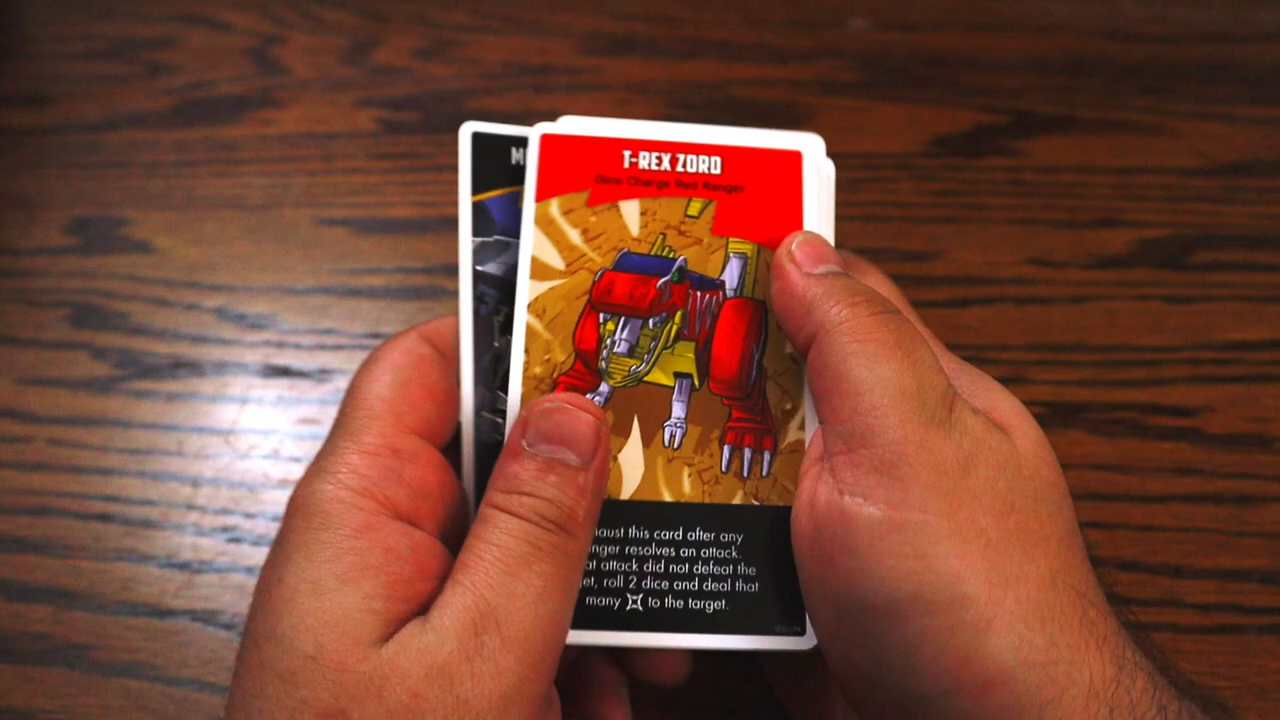 M
T-REX ZORD
Dino Charge Red Ranger
haust this card after any
nger resolves an attack.
at attack did not defeat the
et, roll 2 dice and deal that
many to the target.